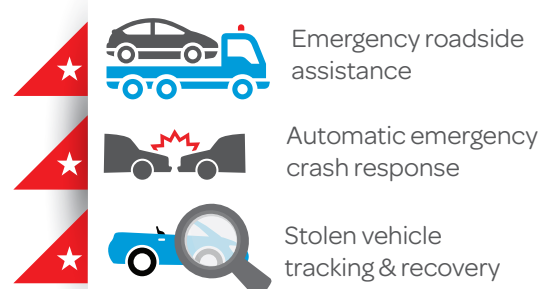 Emergency roadside
assistance
Automatic emergency
crash response
Stolen vehicle
tracking & recovery